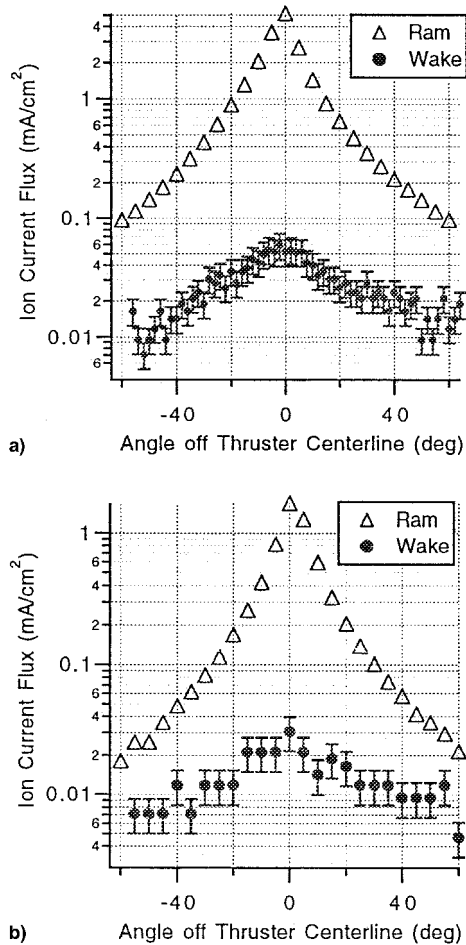 Ion Current Flux (mA/cm²)
4
2
1
6
4
2
0.1
6
4
2
0.01
6
Ram
Wake
-40
0
40
Angle off Thruster Centerline (deg)
a)
Ion Current Flux (mA/cm²)
1
6
4
2
0.1
6
4
2
0.01
6
4
Ram
Wake
-40
0
40
Angle off Thruster Centerline (deg)
b)